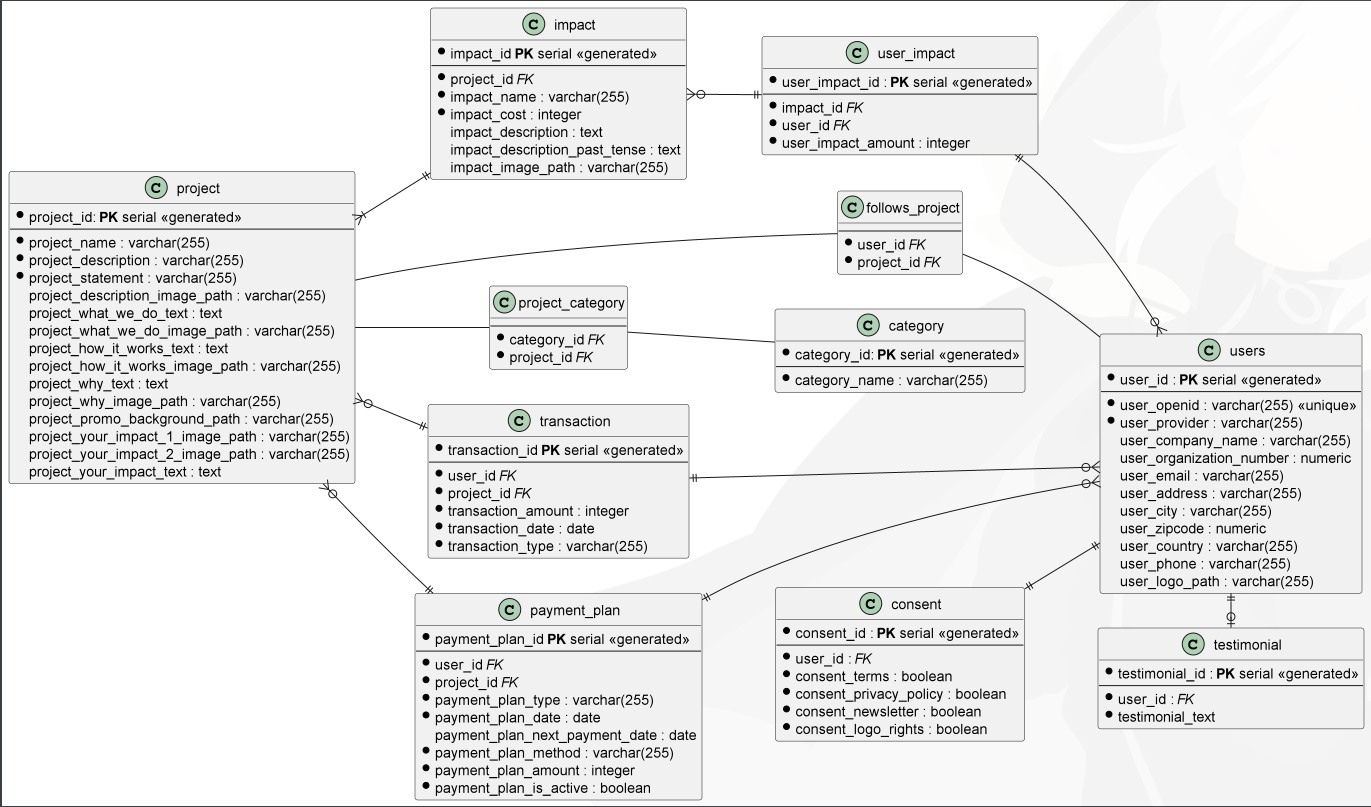 C impact
impact_id PK serial «generated»
project_id FK
impact_name : varchar(255)
impact_cost : integer
impact_description : text
impact_description_past_tense : text
impact_image_path : varchar(255)
C user_impact
user_impact_id : PK serial «generated»
impact_id FK
user_id FK
user_impact_amount : integer
C project
project_id: PK serial «generated»
project_name : varchar(255)
project_description : varchar(255)
project_statement : varchar(255)
project_description_image_path : varchar(255)
project_what_we_do_text : text
project_what_we_do_image_path : varchar(255)
project_how_it_works_text : text
project_how_it_works_image_path : varchar(255)
project_why_text : text
project_why_image_path : varchar(255)
project_promo_background_path : varchar(255)
project_your_impact_1_image_path : varchar(255)
project_your_impact_2_image_path : varchar(255)
project_your_impact_text : text
C follows_project
user_id FK
project_id FK
C project_category
category_id FK
project_id FK
C category
category_id: PK serial «generated»
category_name : varchar(255)
C users
user_id : PK serial «generated»
user_openid : varchar(255) «unique»
user_provider : varchar(255)
user_company_name : varchar(255)
user_organization_number : numeric
user_email : varchar(255)
user_address : varchar(255)
user_city : varchar(255)
user_zipcode : numeric
user_country : varchar(255)
user_phone : varchar(255)
user_logo_path : varchar(255)
C transaction
transaction_id PK serial «generated»
user_id FK
project_id FK
transaction_amount : integer
transaction_date : date
transaction_type : varchar(255)
C payment_plan
payment_plan_id PK serial «generated»
user_id FK
project_id FK
payment_plan_type : varchar(255)
payment_plan_date : date
payment_plan_next_payment_date : date
payment_plan_method : varchar(255)
payment_plan_amount : integer
payment_plan_is_active : boolean
C consent
consent_id : PK serial «generated»
user_id : FK
consent_terms : boolean
consent_privacy_policy : boolean
consent_newsletter : boolean
consent_logo_rights : boolean
C testimonial
testimonial_id : PK serial «generated»
user_id : FK
testimonial_text